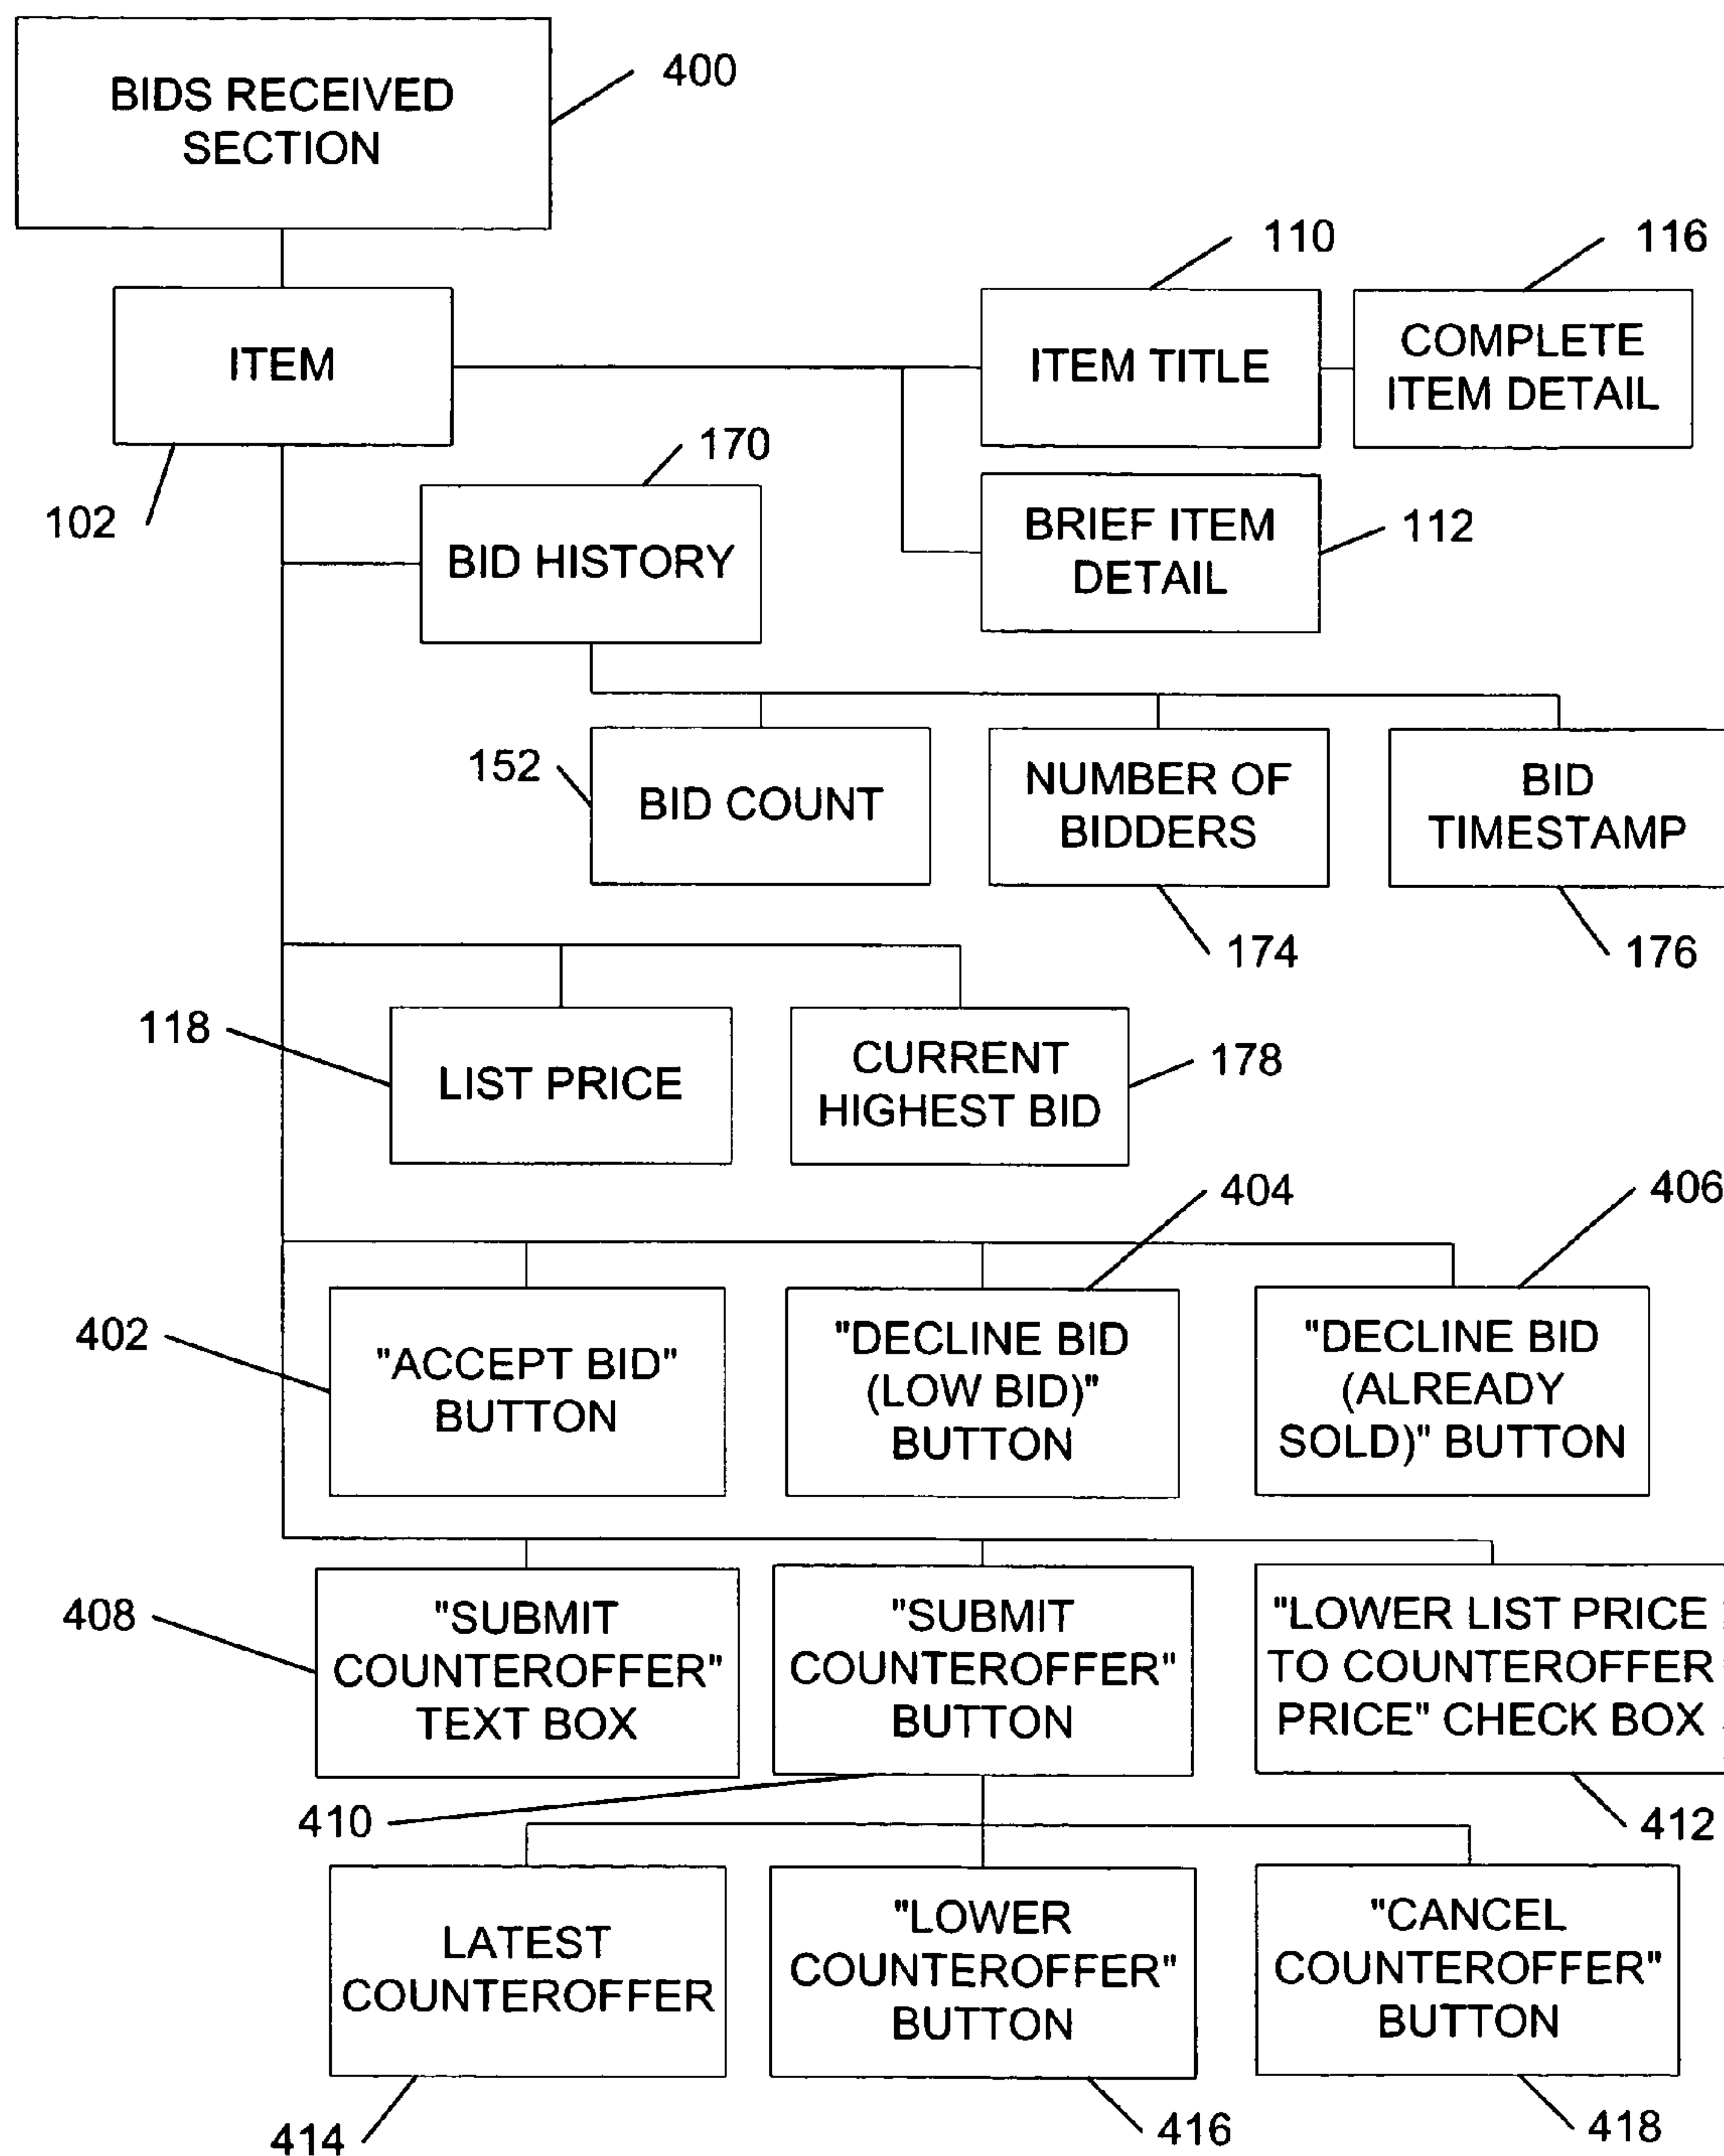 BIDS RECEIVED
SECTION
400
ITEM
102
110
ITEM TITLE
116
COMPLETE
ITEM DETAIL
170
BID HISTORY
BRIEF ITEM
DETAIL
112
152
BID COUNT
NUMBER OF
BIDDERS
174
BID
TIMESTAMP
176
118
LIST PRICE
CURRENT
HIGHEST BID
178
402
"ACCEPT BID"
BUTTON
404
"DECLINE BID
(LOW BID)"
BUTTON
406
"DECLINE BID
(ALREADY
SOLD)" BUTTON
408
"SUBMIT
COUNTEROFFER"
TEXT BOX
"SUBMIT
COUNTEROFFER"
BUTTON
410
"LOWER LIST PRICE
TO COUNTEROFFER
PRICE" CHECK BOX
412
LATEST
COUNTEROFFER
414
"LOWER
COUNTEROFFER"
BUTTON
416
"CANCEL
COUNTEROFFER"
BUTTON
418